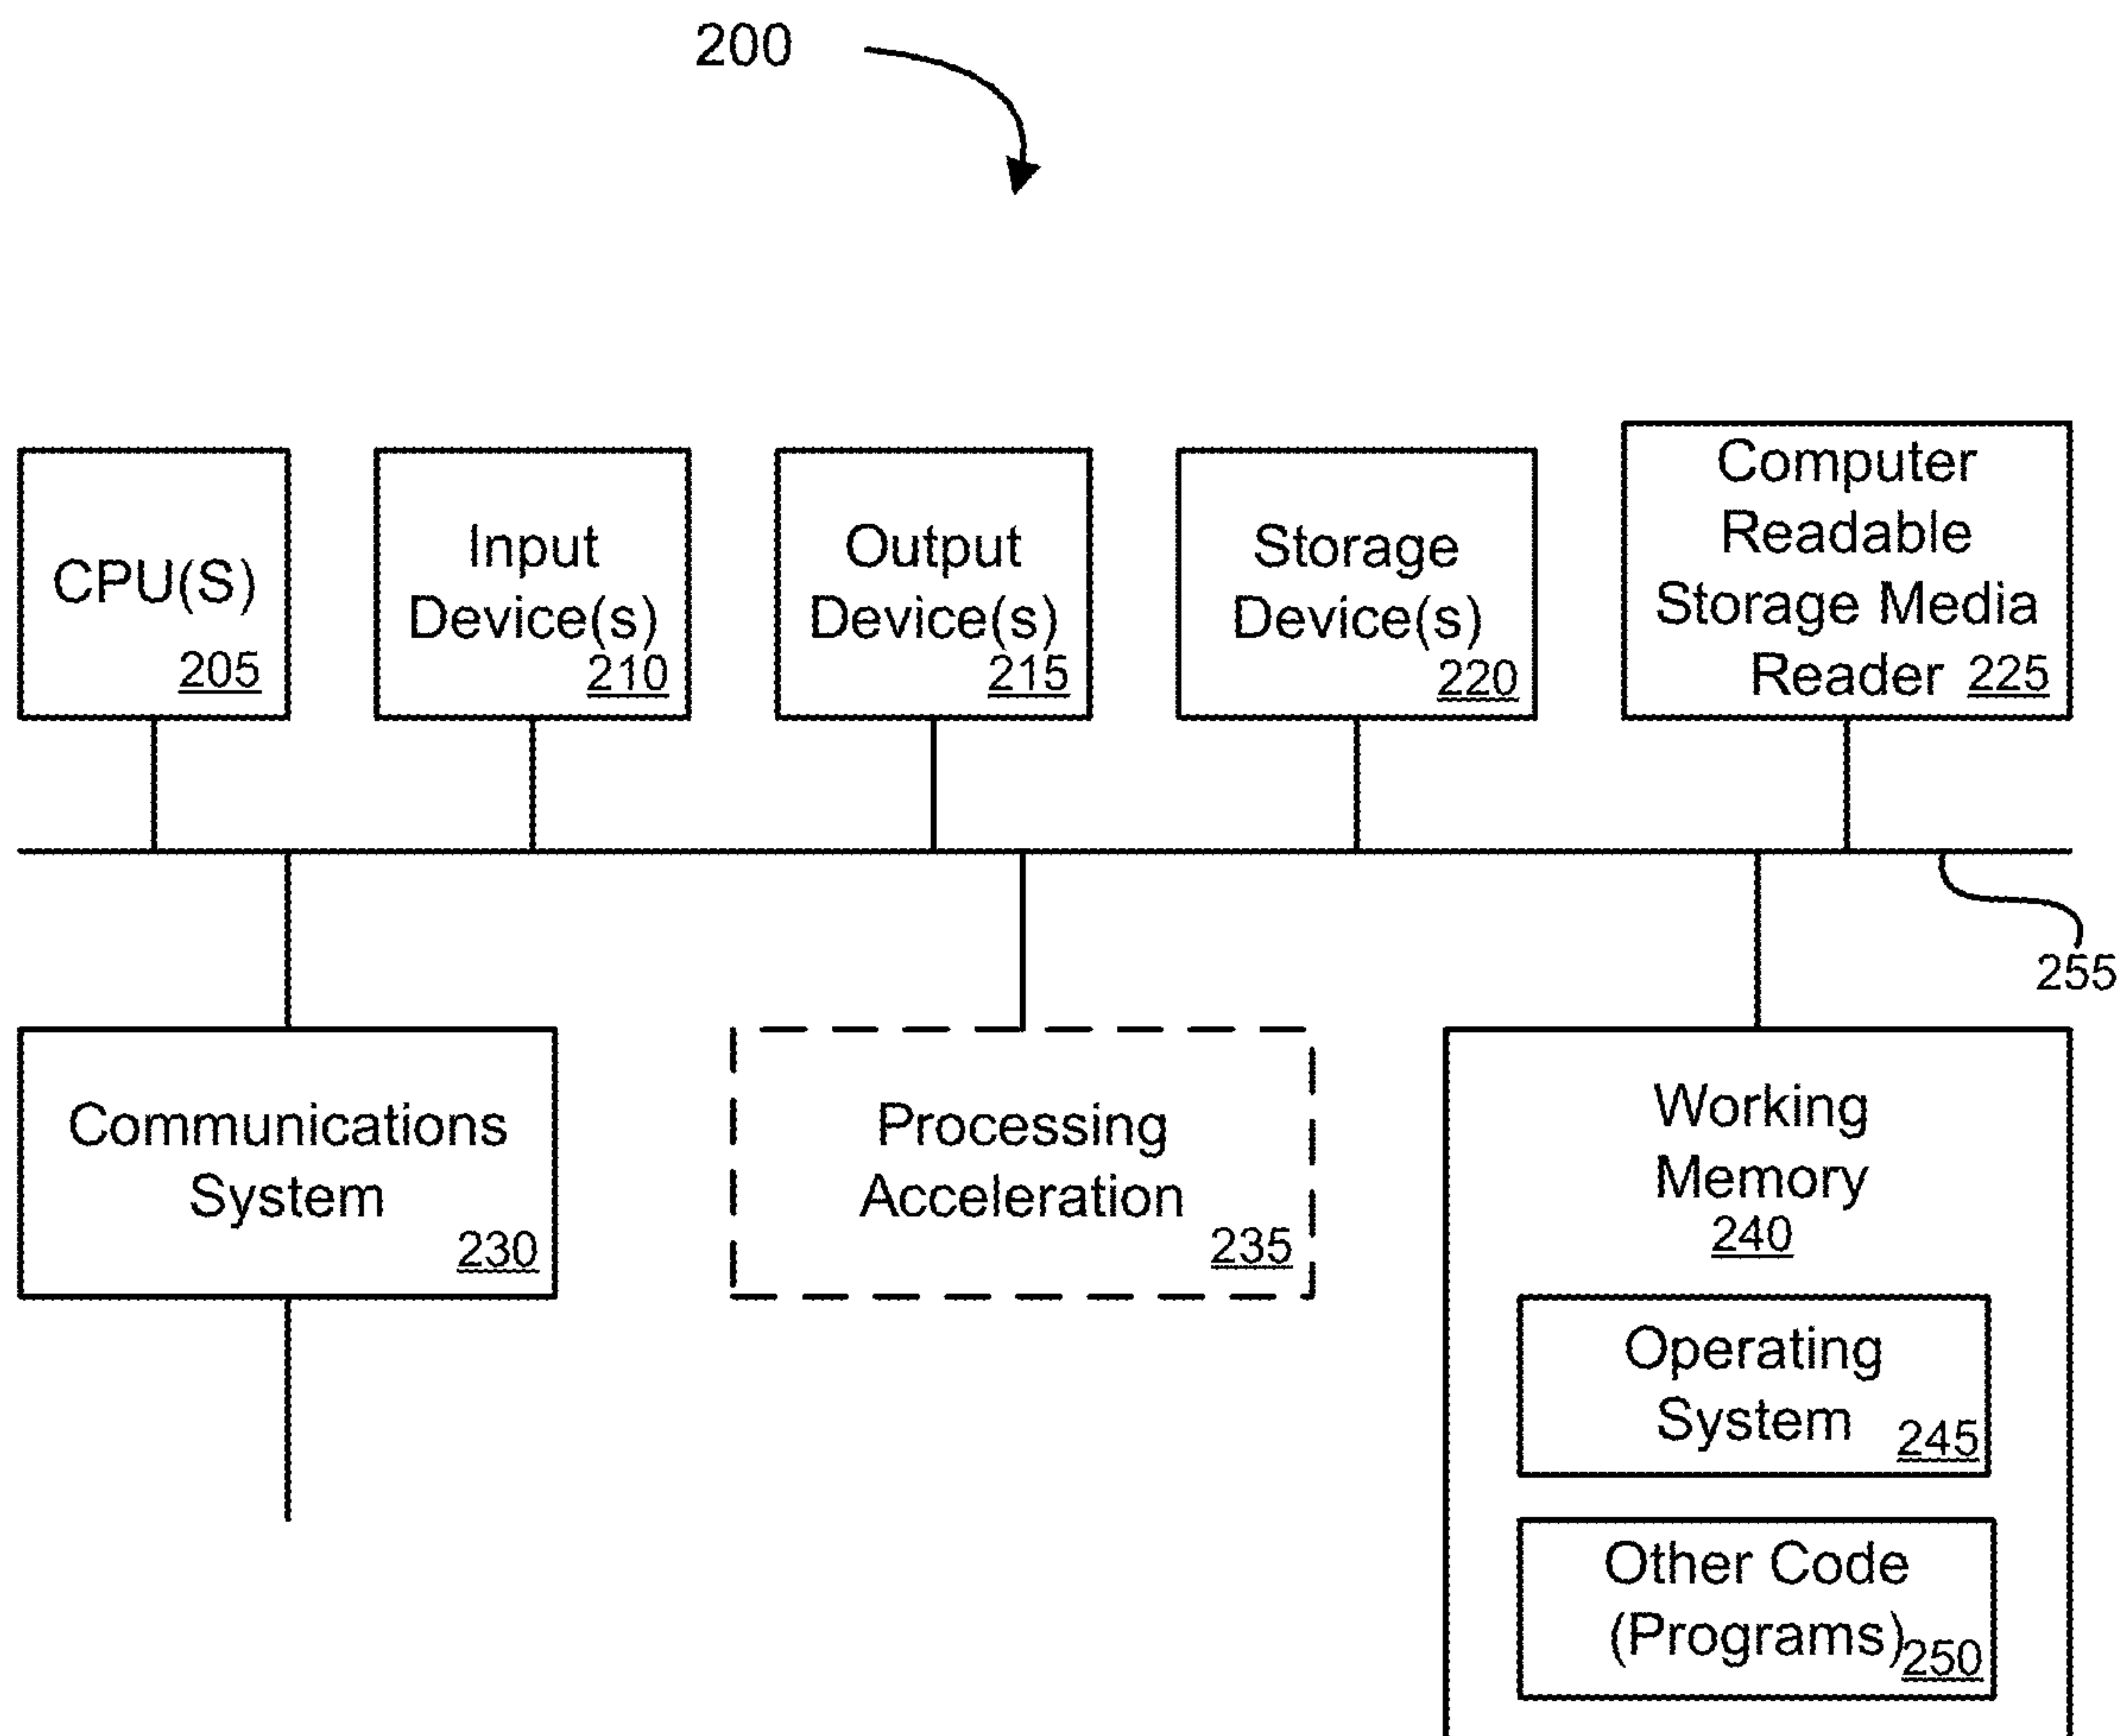 200
CPU(S)
205
Input
Device(s)
210
Output
Device(s)
215
Storage
Device(s)
220
Computer
Readable
Storage Media
Reader 225
255
Communications
System
230
Processing
Acceleration
235
Working
Memory
240
Operating
System
245
Other Code
(Programs)
250